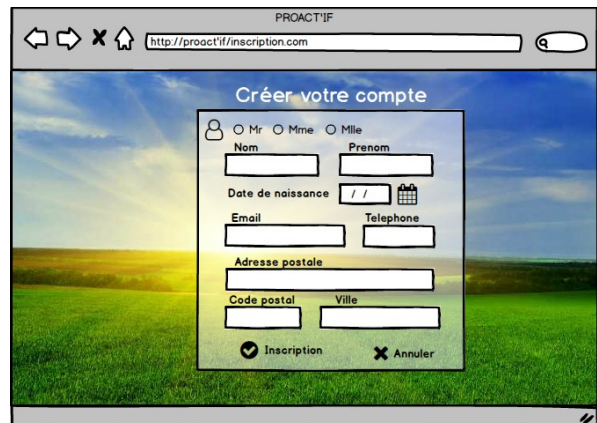 PROACT'IF
http://proact'if/inscription.com
Créer votre compte
Mr Mme Mlle
Nom Prenom
Date de naissance / /
Email Telephone
Adresse postale
Code postal Ville
Inscription Annuler